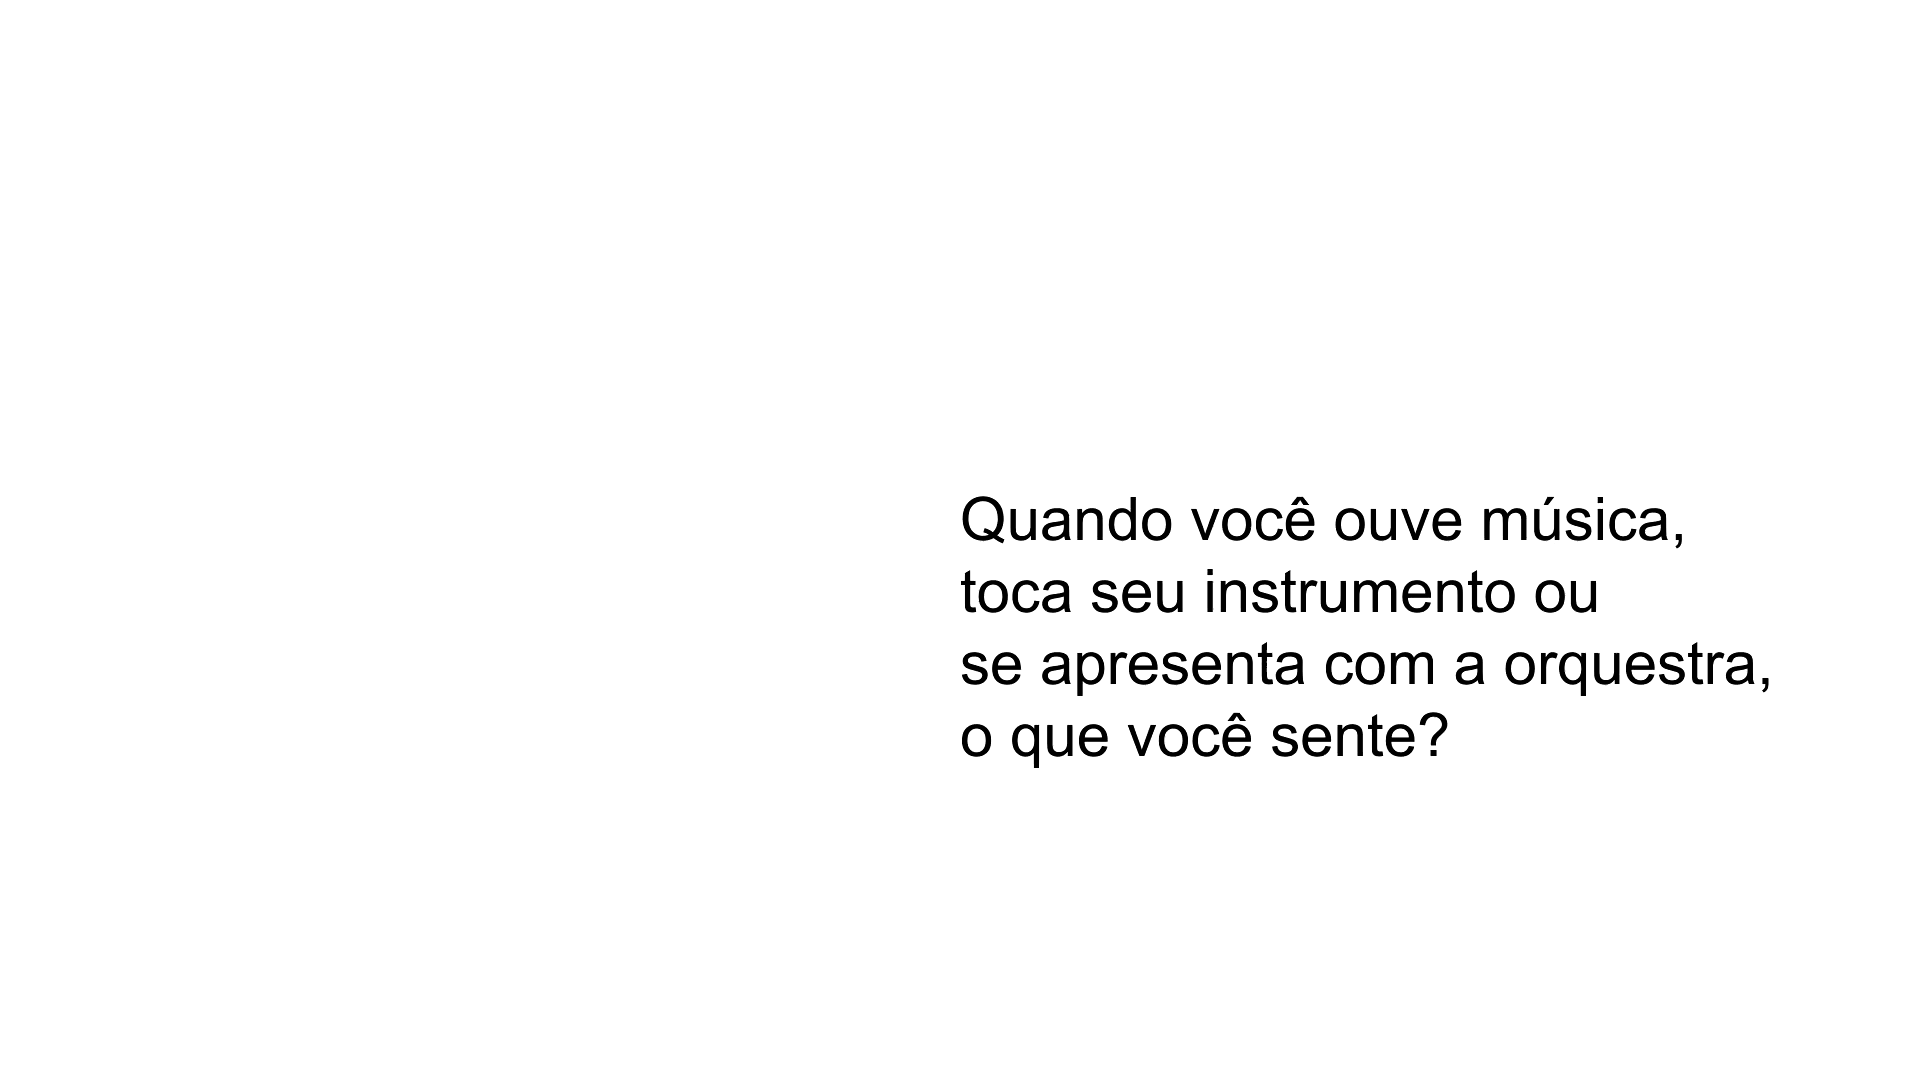 Quando você ouve música,
toca seu instrumento ou
se apresenta com a orquestra,
o que você sente?